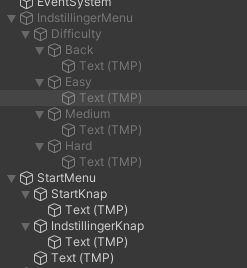 EventSystem
IndstillingerMenu
Difficulty
Back
Text (TMP)
Easy
Text (TMP)
Medium
Text (TMP)
Hard
Text (TMP)
StartMenu
StartKnap
Text (TMP)
IndstillingerKnap
Text (TMP)
Text (TMP)